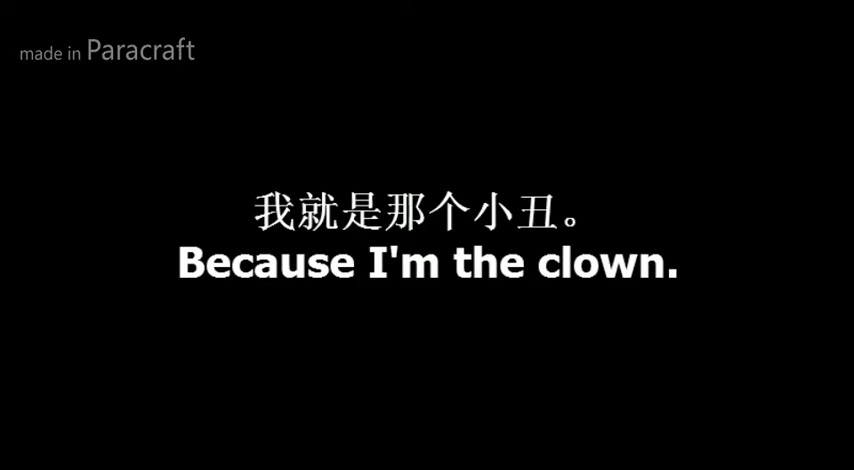 made in Paracraft
我就是那个小丑。
Because I'm the clown.